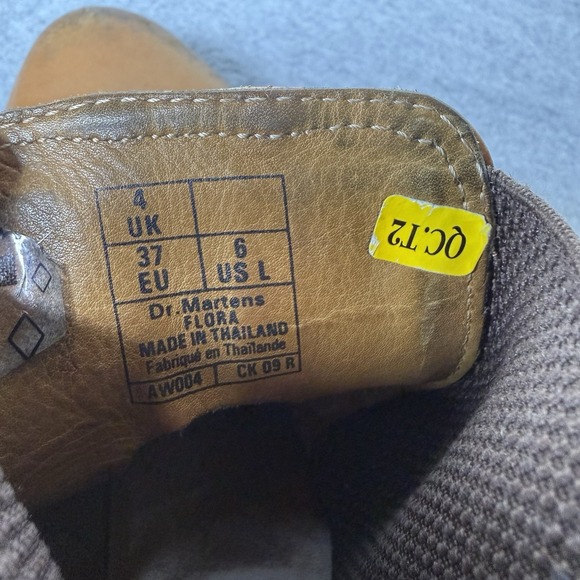 4
UK
37
EU
6
US L
Dr. Martens
FLORA
MADE IN THAILAND
Fabriqué en Thaïlande
AW004
CK 09 R
QC.T2